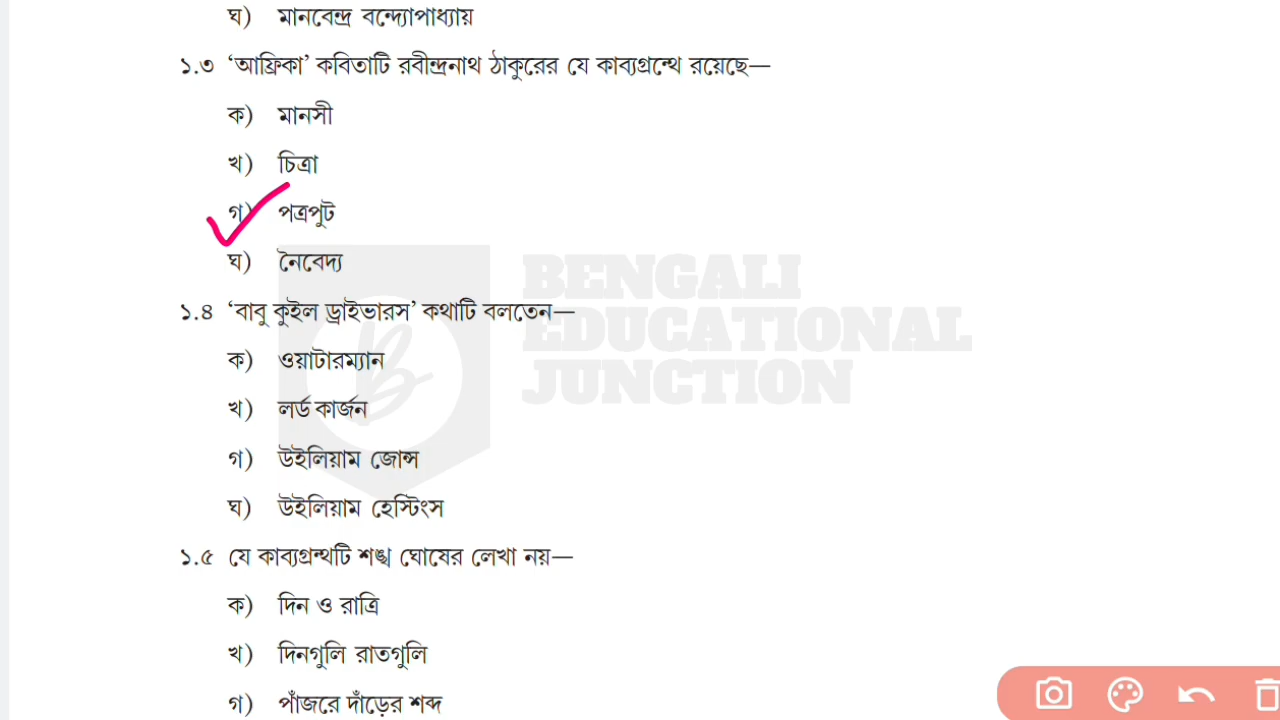 ঘ) মানবেন্দ্র বন্দ্যোপাধ্যায়
১.৩ ‘আফ্রিকা’ কবিতাটি রবীন্দ্রনাথ ঠাকুরের যে কাব্যগ্রন্থে রয়েছে—
ক) মানসী
খ) চিত্রা
গ) পত্রপুট
ঘ) নৈবেদ্য
BENGALI
EDUCATIONAL
JUNCTION
১.৪ ‘বাবু কুইল ড্রাইভারস’ কথাটি বলতেন—
ক) ওয়াটারম্যান
খ) লর্ড কার্জন
গ) উইলিয়াম জোন্স
ঘ) উইলিয়াম হেস্টিংস
১.৫ যে কাব্যগ্রন্থটি শঙ্খ ঘোষের লেখা নয়—
ক) দিন ও রাত্রি
খ) দিনগুলি রাতগুলি
গ) পাঁজরে দাঁড়ের শব্দ